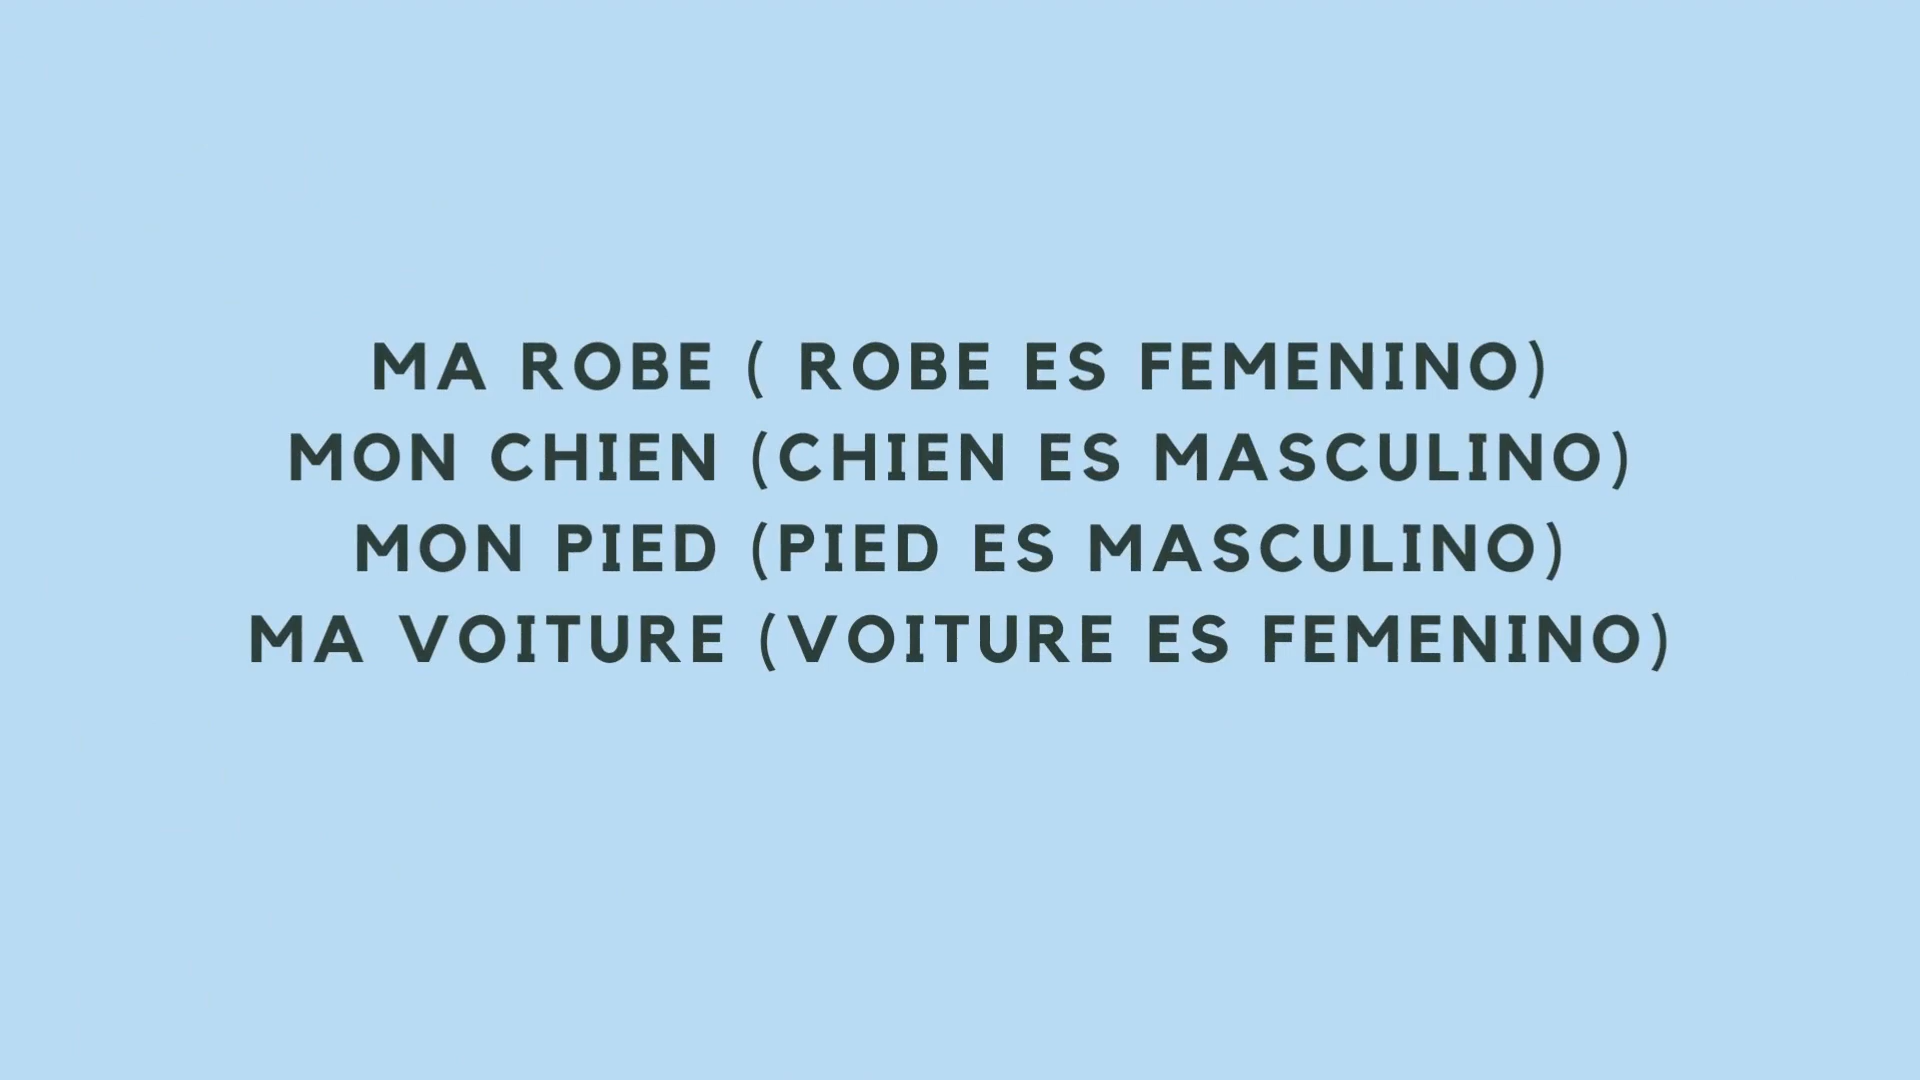 MA ROBE ( ROBE ES FEMENINO)
MON CHIEN (CHIEN ES MASCULINO)
MON PIED (PIED ES MASCULINO)
MA VOITURE (VOITURE ES FEMENINO)